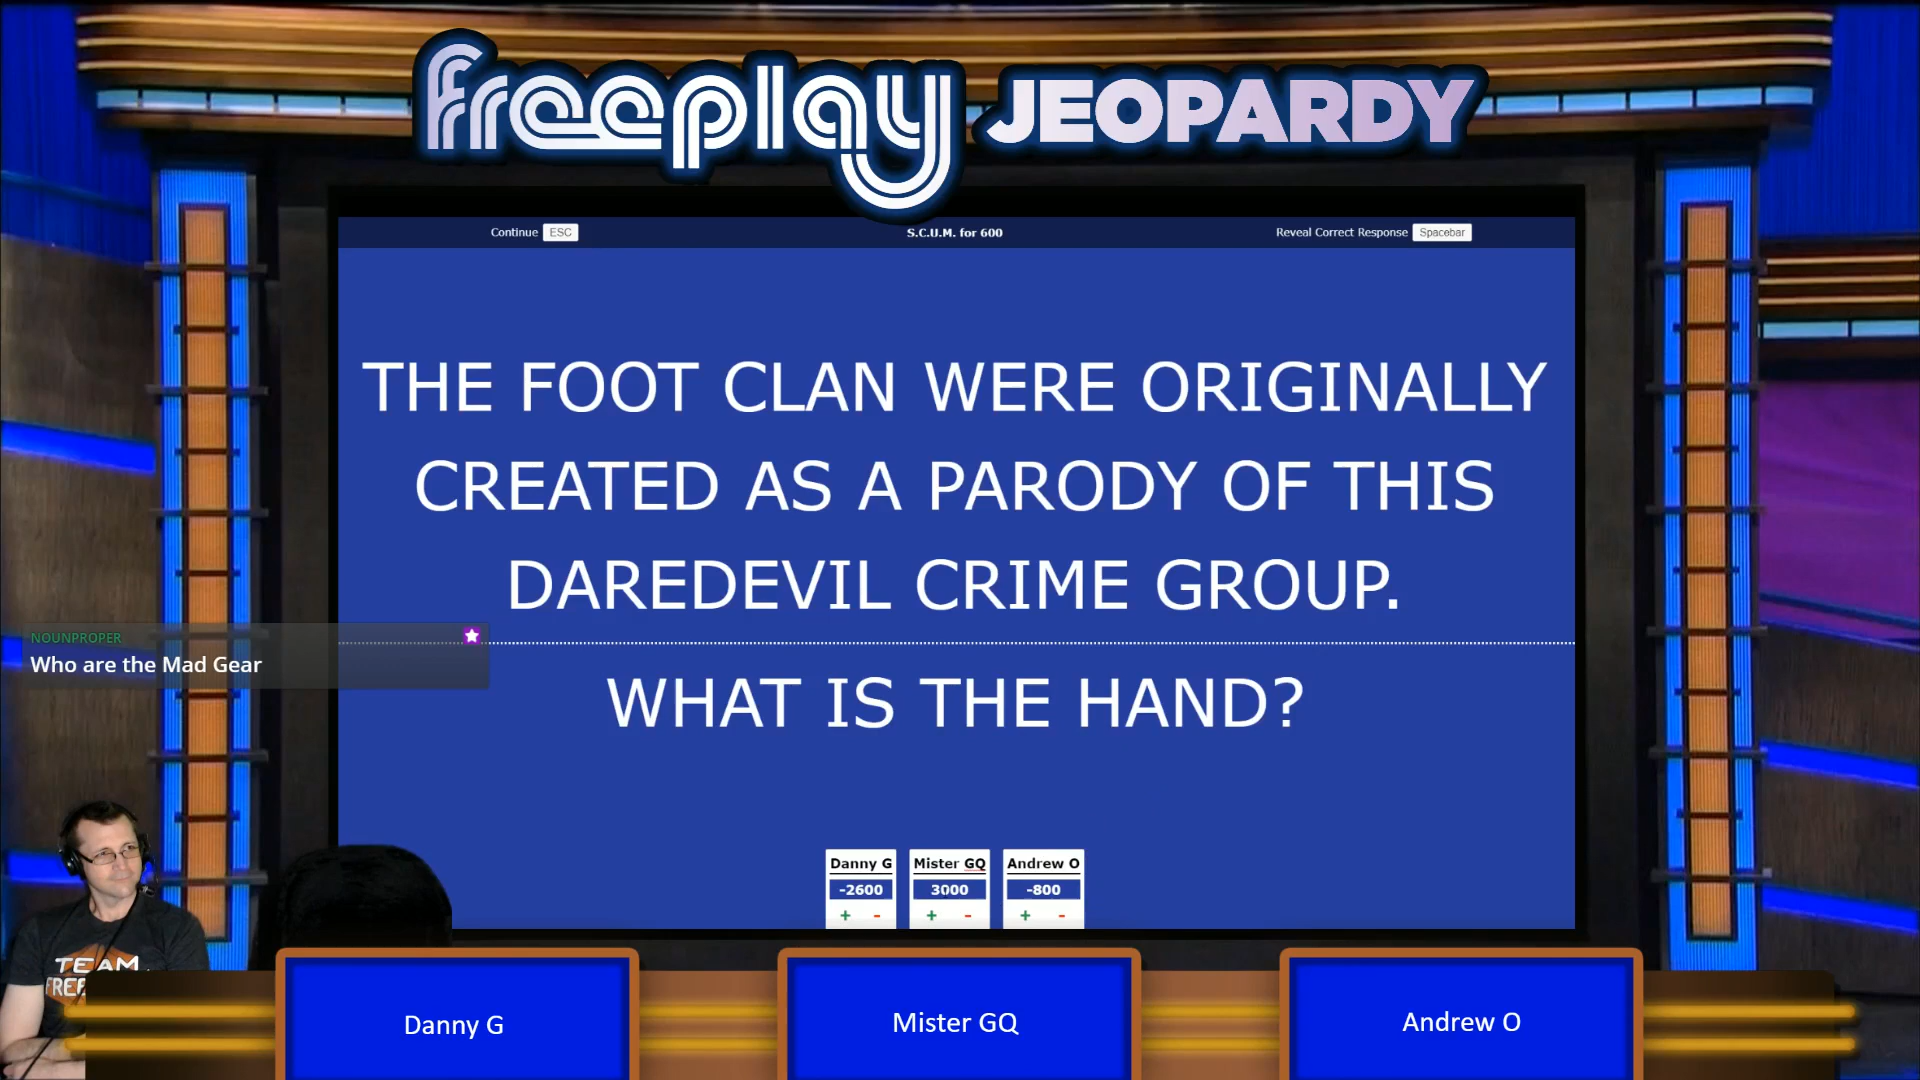 freeplay JEOPARDY
Continue ESC
S.C.U.M. for 600
Reveal Correct Response Spacebar
THE FOOT CLAN WERE ORIGINALLY
CREATED AS A PARODY OF THIS
DAREDEVIL CRIME GROUP.
NOUNPROPER
Who are the Mad Gear
WHAT IS THE HAND?
Danny G Mister GQ Andrew O
-2600 3000 -800
+ - + - + -
TEAM
FREE
Danny G
Mister GQ
Andrew O